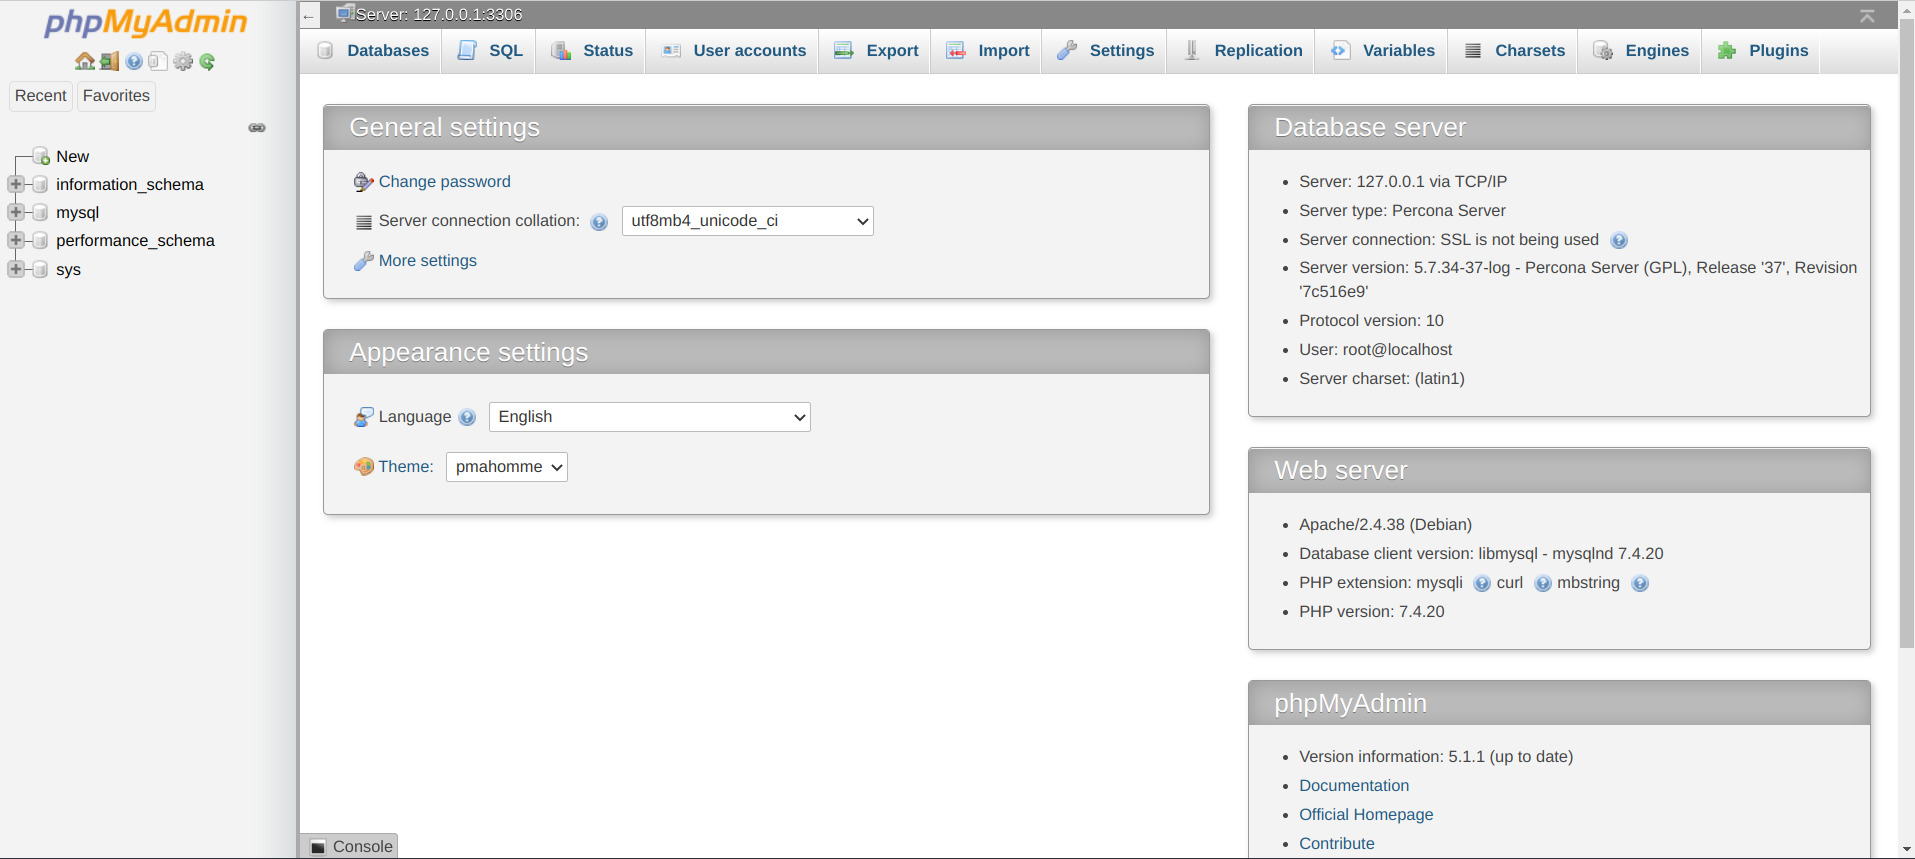 phpMyAdmin
Recent Favorites
New
information_schema
mysql
performance_schema
sys
Server: 127.0.0.1:3306
Databases SQL Status User accounts Export Import Settings Replication Variables Charsets Engines Plugins
General settings
Change password
Server connection collation: utf8mb4_unicode_ci
More settings
Appearance settings
Language English
Theme: pmahomme
Database server
Server: 127.0.0.1 via TCP/IP
Server type: Percona Server
Server connection: SSL is not being used
Server version: 5.7.34-37-log - Percona Server (GPL), Release '37', Revision
'7c516e9'
Protocol version: 10
User: root@localhost
Server charset: (latin1)
Web server
Apache/2.4.38 (Debian)
Database client version: libmysql - mysqlnd 7.4.20
PHP extension: mysqli curl mbstring
PHP version: 7.4.20
phpMyAdmin
Version information: 5.1.1 (up to date)
Documentation
Official Homepage
Contribute
Console